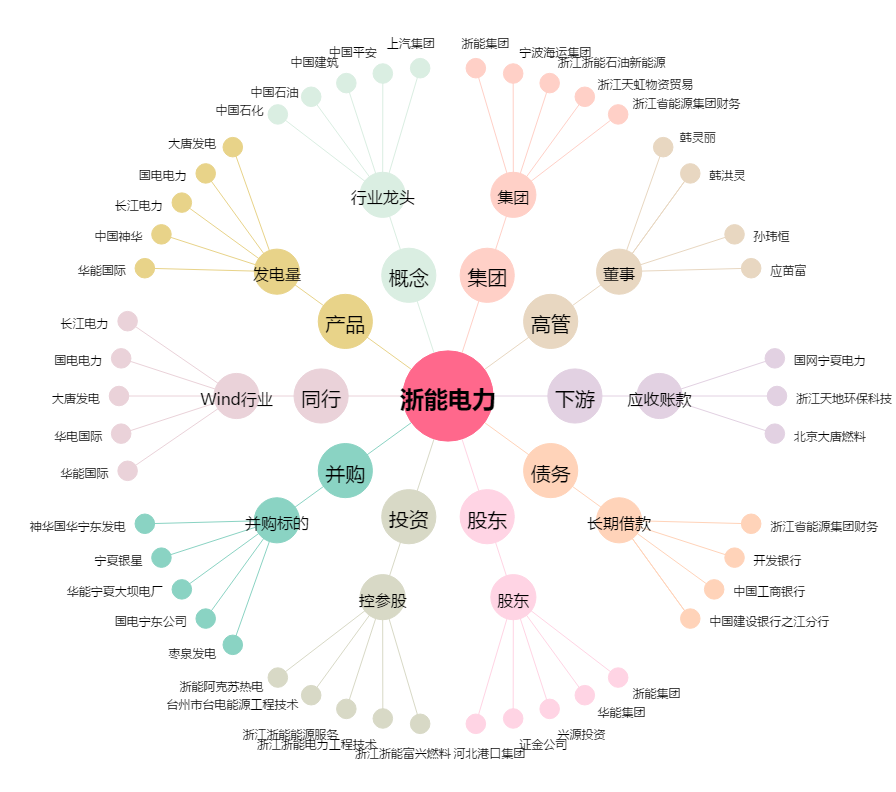 上汽集团
浙能集团
中国平安
宁波海运集团
中国建筑
浙江浙能石油新能源
中国石油
浙江天虹物资贸易
中国石化
浙江省能源集团财务
大唐发电
韩灵丽
国电电力
韩洪灵
行业龙头
集团
长江电力
中国神华
孙玮恒
华能国际
发电量
概念
集团
董事
应苗富
长江电力
产品
高管
国电电力
国网宁夏电力
大唐发电
Wind行业
同行
浙能电力
下游
应收账款
浙江天地环保科技
华电国际
北京大唐燃料
华能国际
并购
债务
神华国华宁东发电
并购标的
投资
股东
长期借款
浙江省能源集团财务
宁夏银星
开发银行
华能宁夏大坝电厂
控参股
股东
中国工商银行
国电宁东公司
中国建设银行之江分行
枣泉发电
浙能阿克苏热电
浙能集团
台州市台电能源工程技术
华能集团
浙江浙能能源服务
兴源投资
浙江浙能电力工程技术
证金公司
浙江浙能富兴燃料
河北港口集团